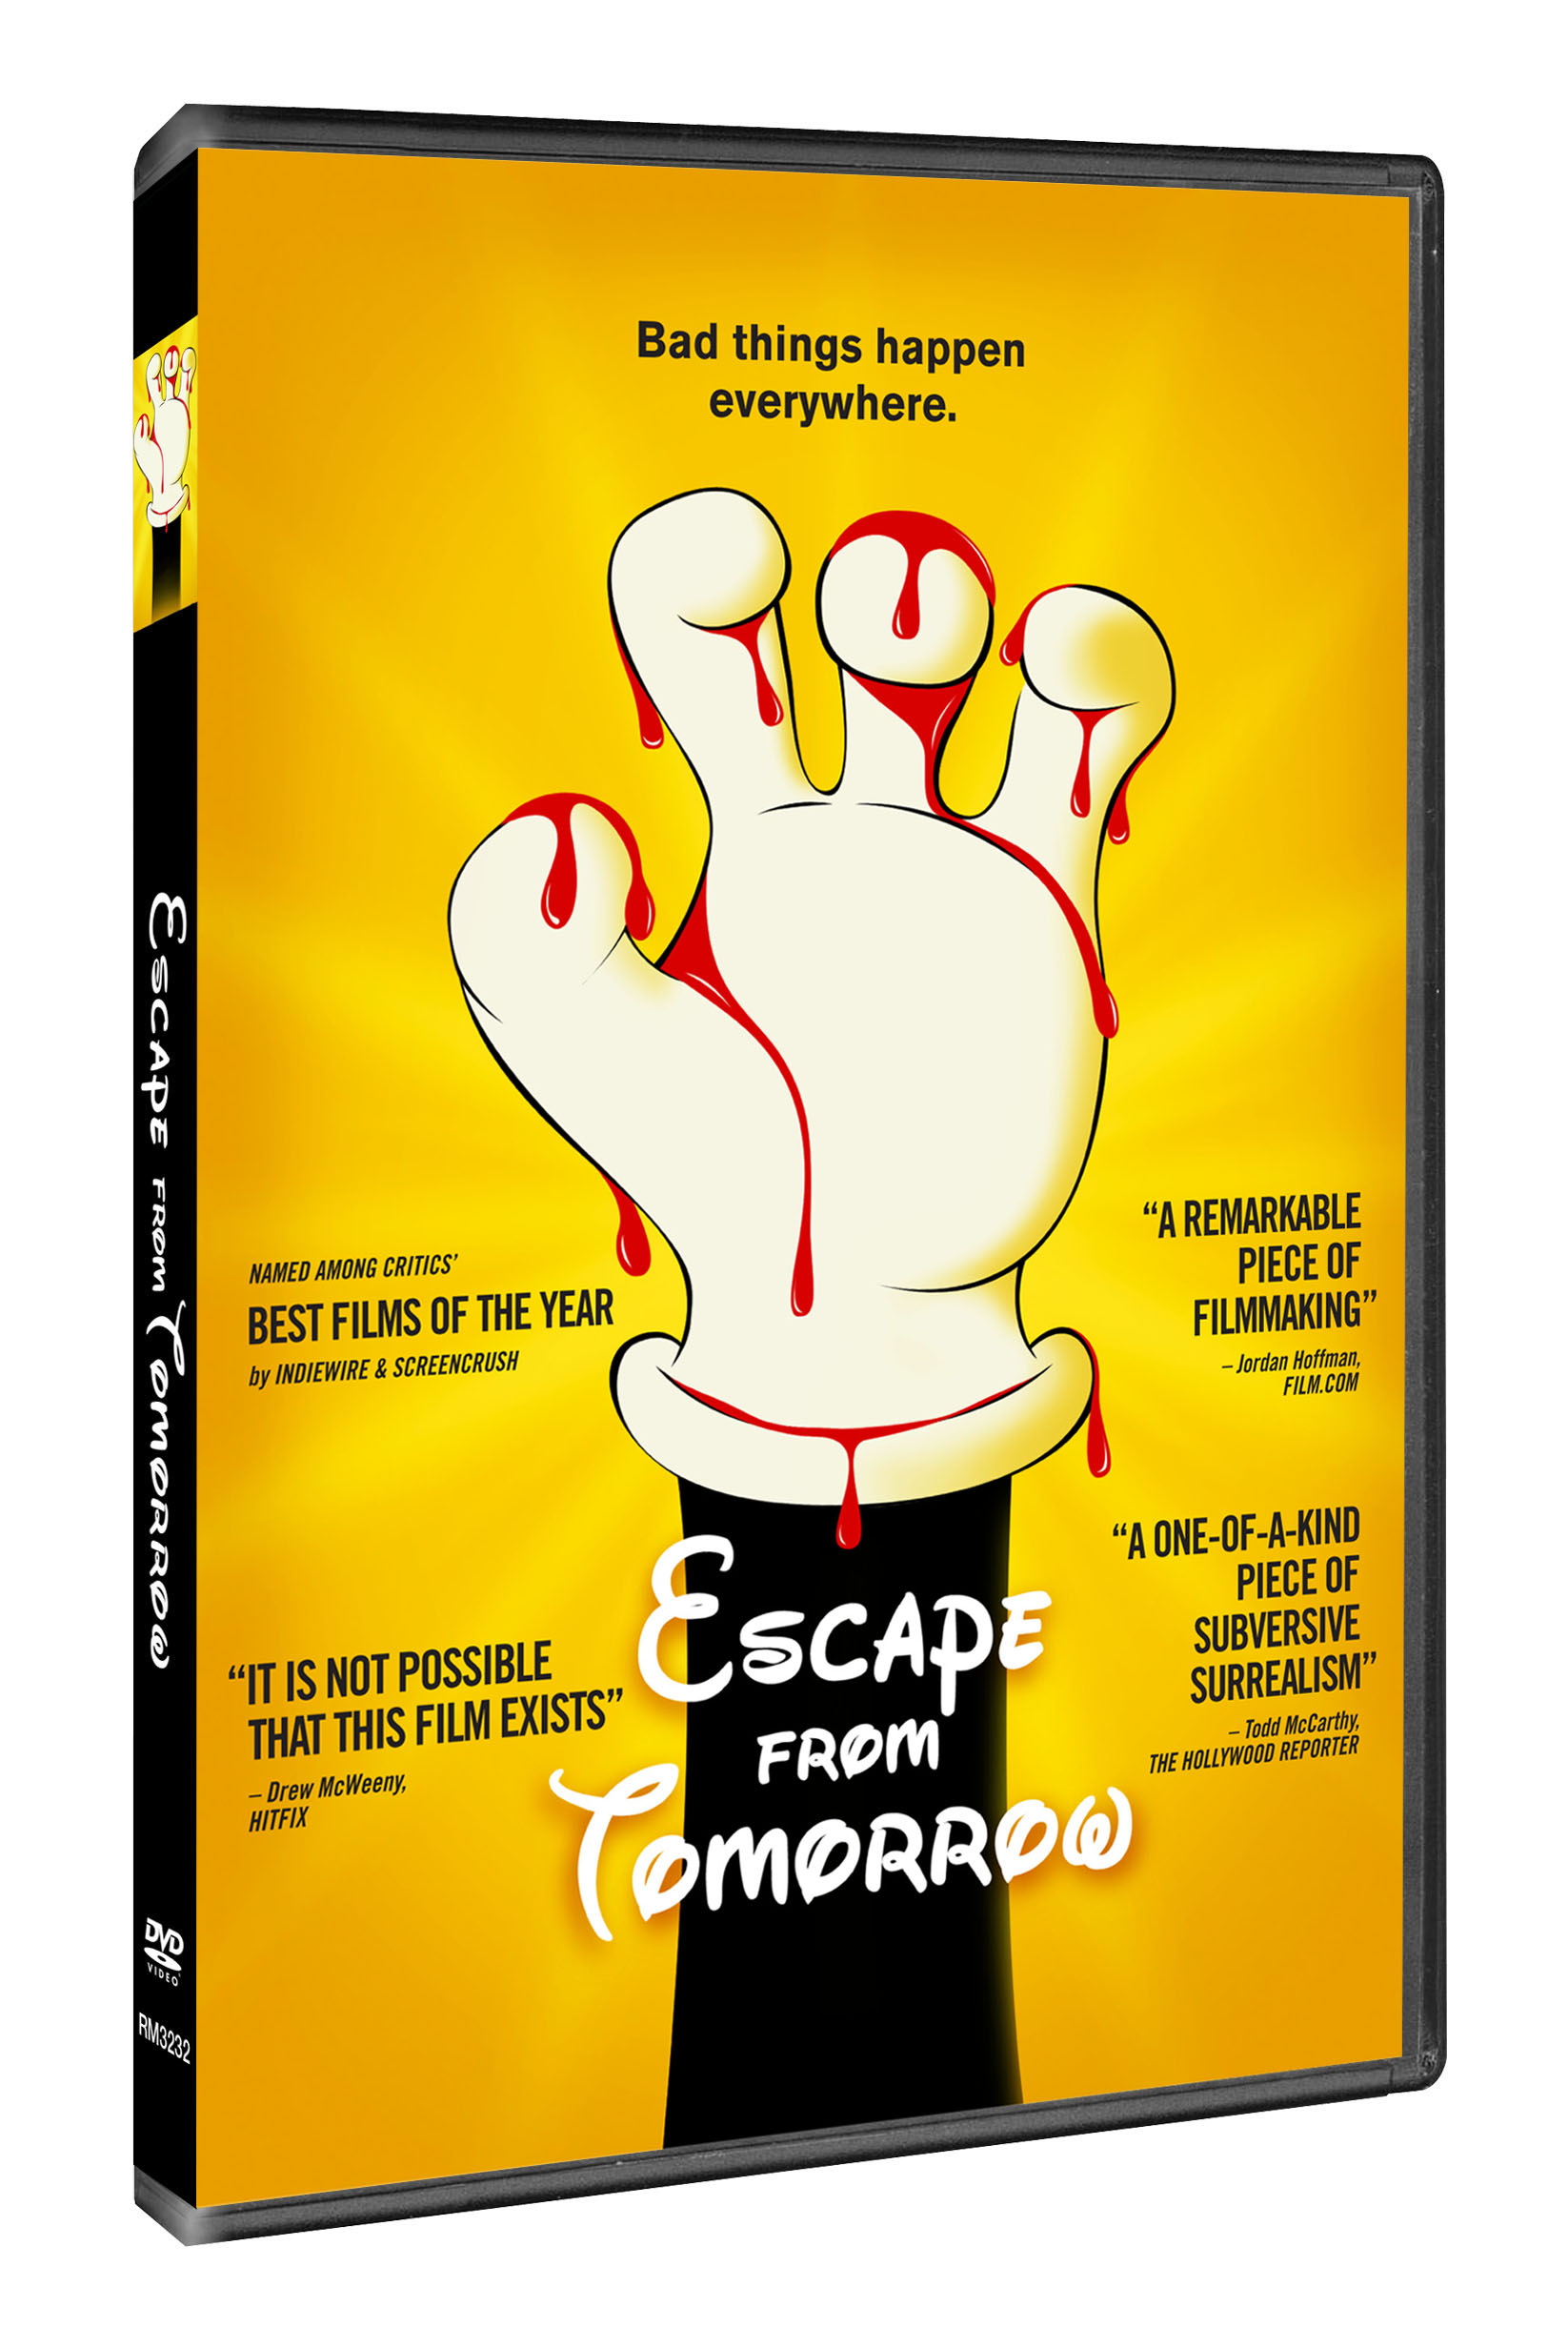 Bad things happen
everywhere.
NAMED AMONG CRITICS'
BEST FILMS OF THE YEAR
by INDIEWIRE & SCREENCRUSH
“IT IS NOT POSSIBLE
THAT THIS FILM EXISTS”
– Drew McWeeny,
HITFIX
“A REMARKABLE
PIECE OF
FILMMAKING”
– Jordan Hoffman,
FILM.COM
“A ONE-OF-A-KIND
PIECE OF
SUBVERSIVE
SURREALISM”
– Todd McCarthy,
THE HOLLYWOOD REPORTER
ESCAPE
FROM
TOMORROW
ESCAPE FROM TOMORROW
DVD
VIDEO
RM3232